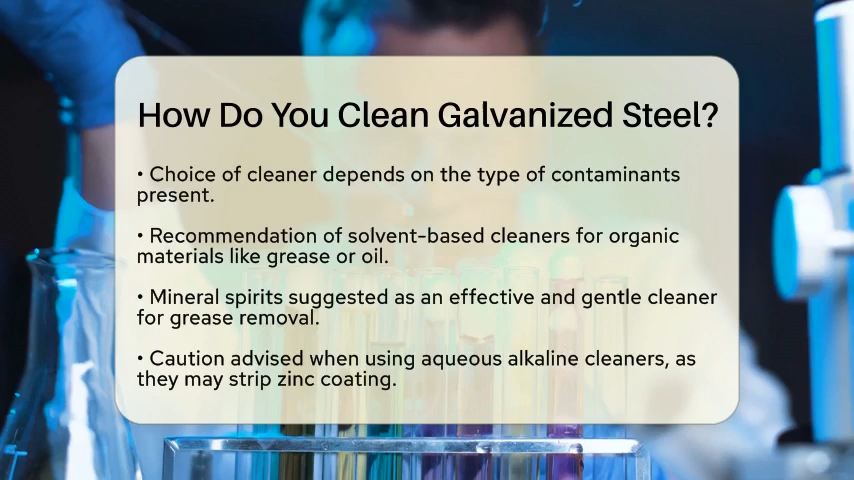 How Do You Clean Galvanized Steel?
• Choice of cleaner depends on the type of contaminants
present.
• Recommendation of solvent-based cleaners for organic
materials like grease or oil.
• Mineral spirits suggested as an effective and gentle cleaner
for grease removal.
• Caution advised when using aqueous alkaline cleaners, as
they may strip zinc coating.